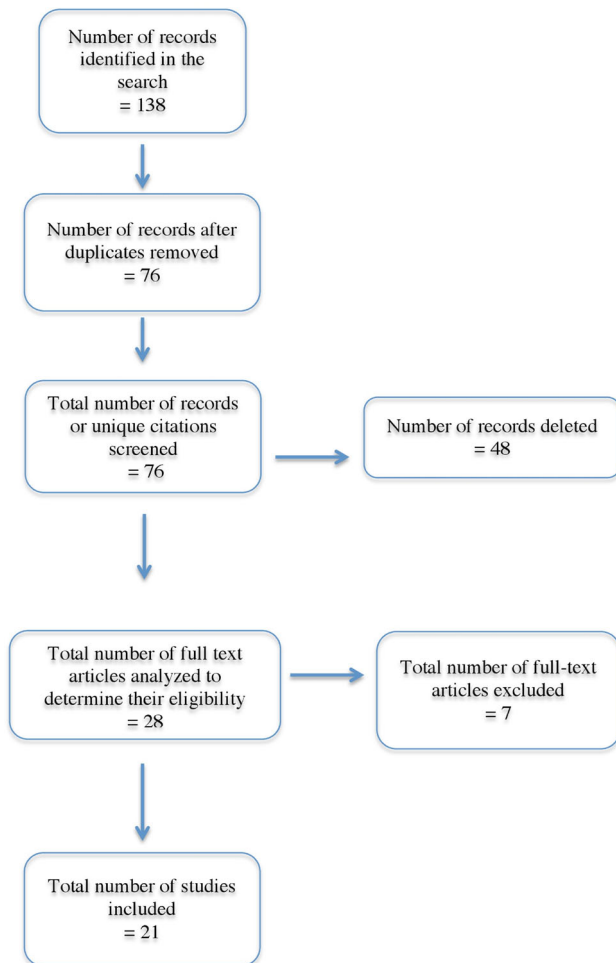 Number of records
identified in the
search
= 138
Number of records after
duplicates removed
= 76
Total number of records
or unique citations
screened
= 76
Number of records deleted
= 48
Total number of full text
articles analyzed to
determine their eligibility
= 28
Total number of full-text
articles excluded
= 7
Total number of studies
included
= 21